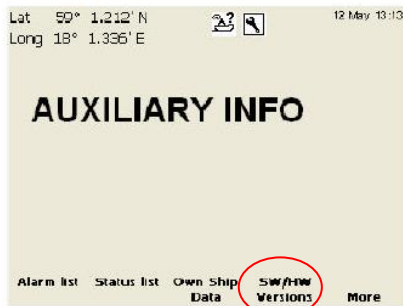 Lat 59° 1.212' N
12 May 13:13
Long 18° 1.336' E
AUXILIARY INFO
Alarm list Status list Own Ship Data SW/HW Versions More